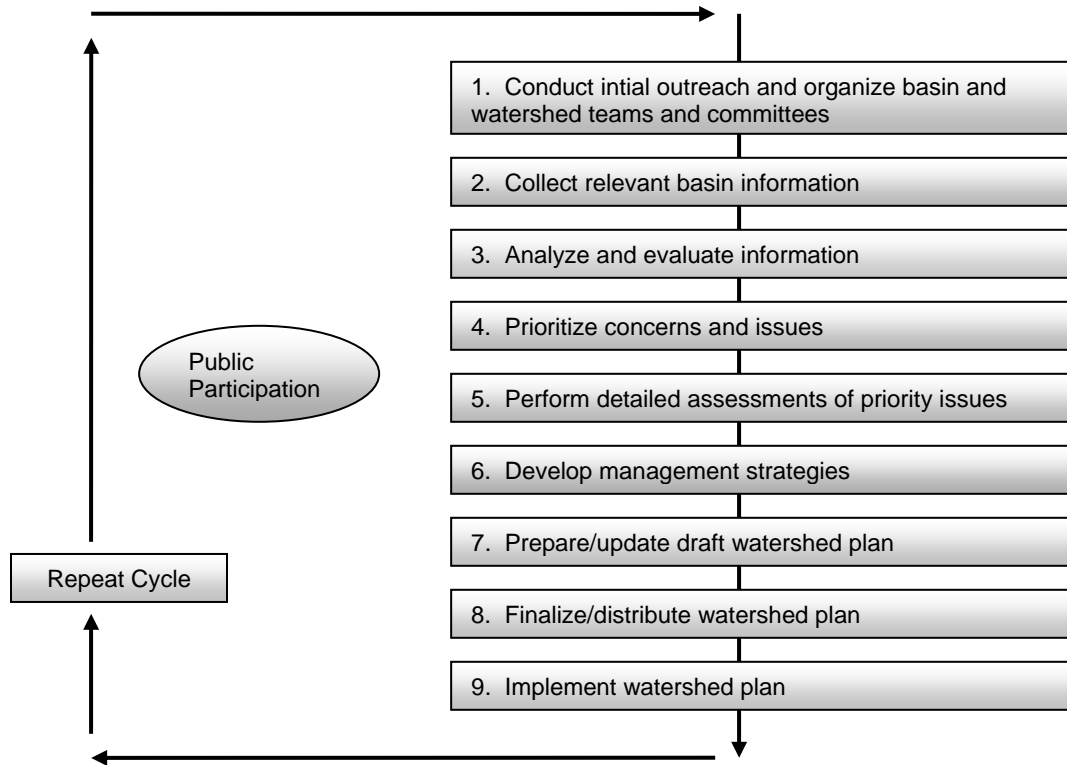 1. Conduct intial outreach and organize basin and
watershed teams and committees
2. Collect relevant basin information
3. Analyze and evaluate information
4. Prioritize concerns and issues
Public
Participation
5. Perform detailed assessments of priority issues
6. Develop management strategies
7. Prepare/update draft watershed plan
Repeat Cycle
8. Finalize/distribute watershed plan
9. Implement watershed plan